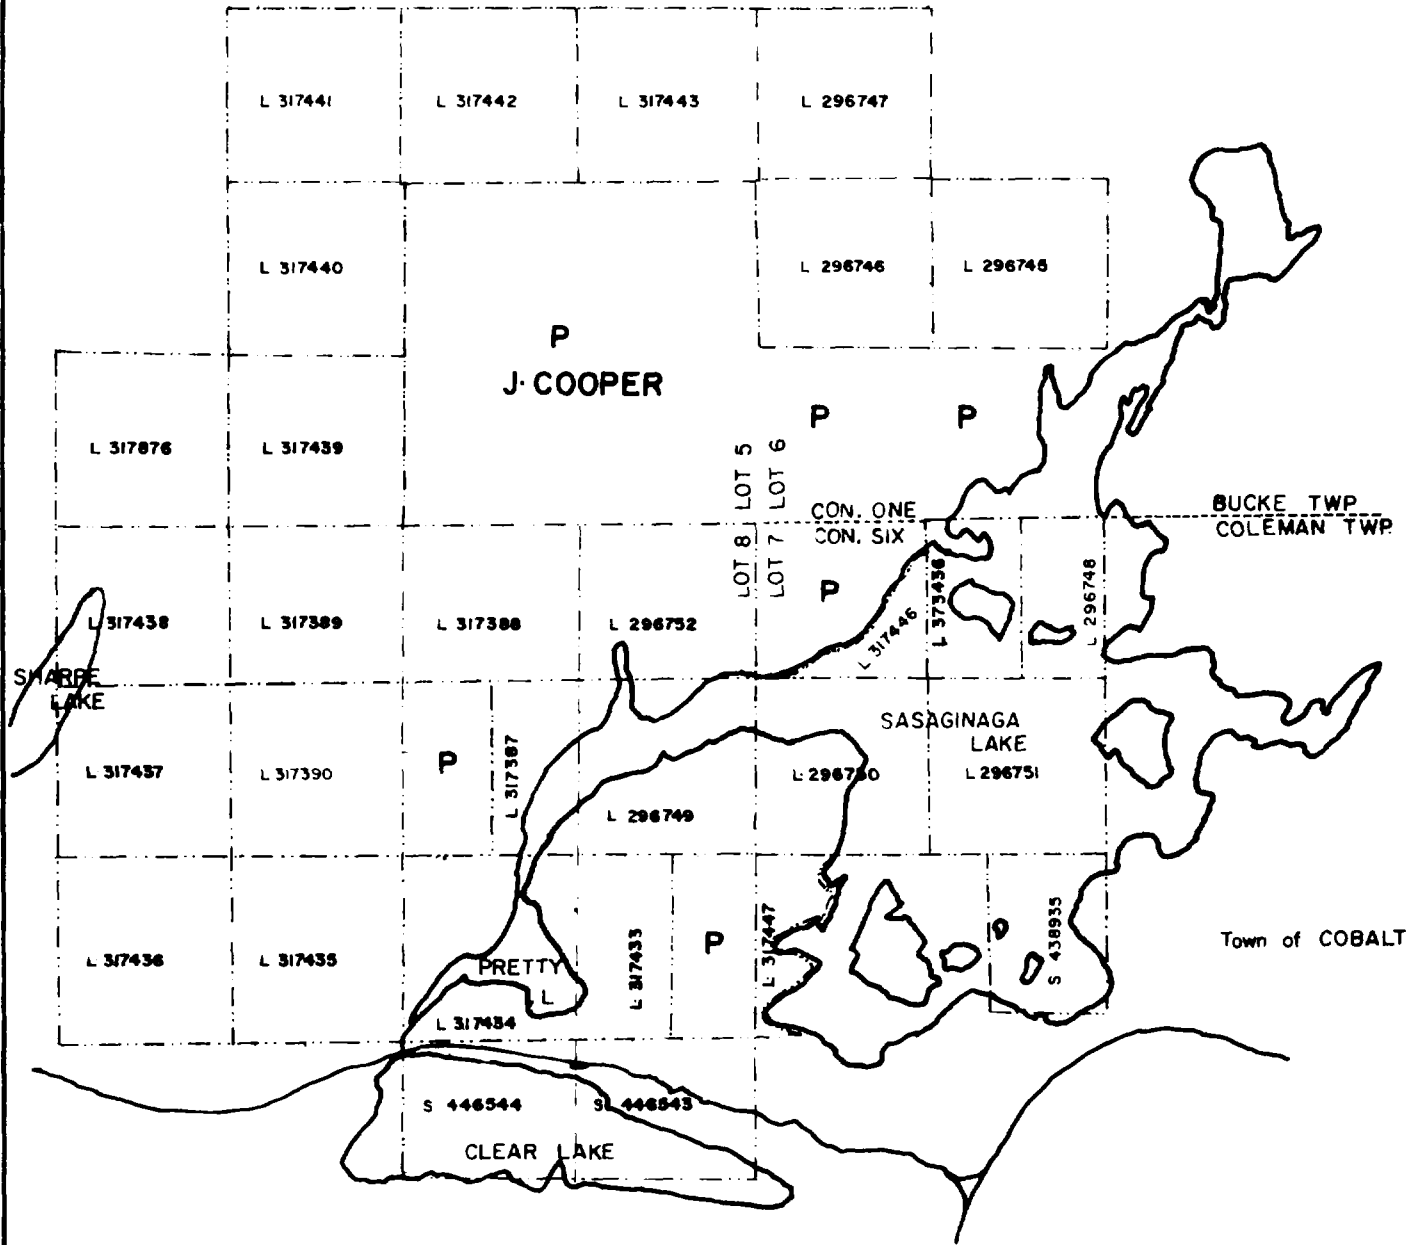 L 317441
L 317442
L 317443
L 296747
L 317440
L 296746
L 296745
P
J. COOPER
P
P
L 317876
L 317439
LOT 5
LOT 6
CON. ONE
CON. SIX
BUCKE TWP
COLEMAN TWP.
LOT 8
LOT 7
P
L 317438
L 317389
L 317388
L 296752
L 317446
L 373436
L 296748
SHARPE
LAKE
SASAGINAGA
LAKE
L 317437
L 317390
P
L 317387
L 296749
L 296750
L 296751
L 317436
L 317435
PRETTY
L
L 317434
L 317433
P
L 317447
S 438935
Town of COBALT
S 446544
S 446543
CLEAR LAKE